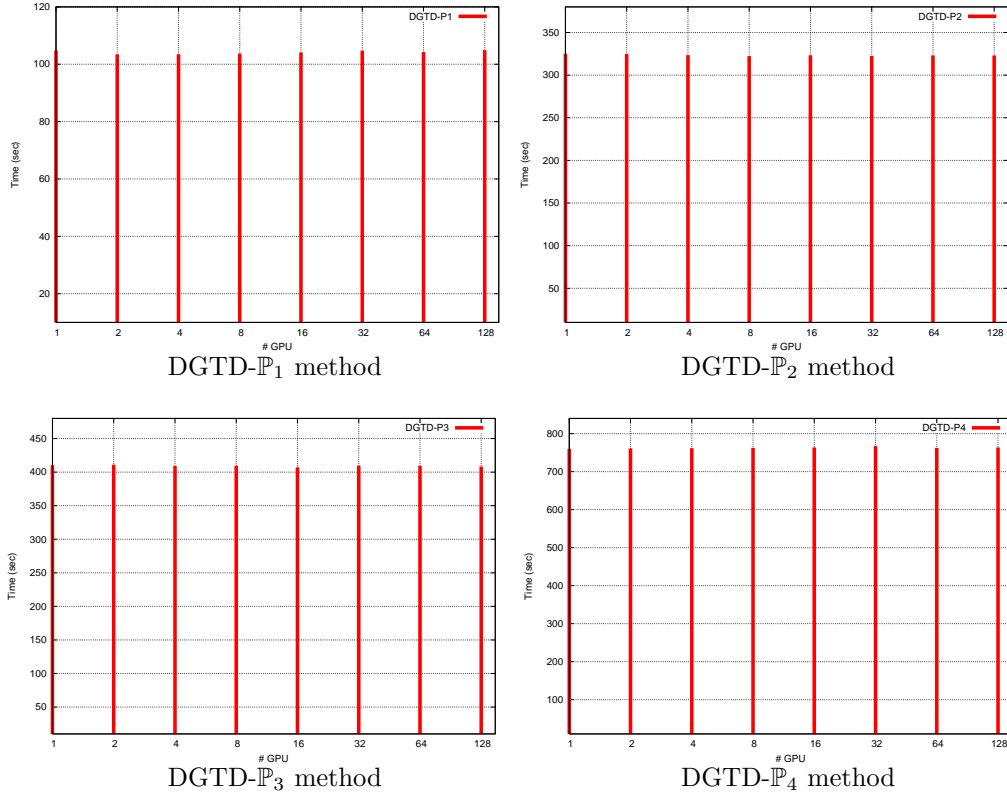 DGTD-P1
120
100
80
60
40
20
Time (sec)
1 2 4 8 16 32 64 128
# GPU
DGTD-ℙ1 method
DGTD-P2
350
300
250
200
150
100
50
Time (sec)
1 2 4 8 16 32 64 128
# GPU
DGTD-ℙ2 method
DGTD-P3
450
400
350
300
250
200
150
100
50
Time (sec)
1 2 4 8 16 32 64 128
# GPU
DGTD-ℙ3 method
DGTD-P4
800
700
600
500
400
300
200
100
Time (sec)
1 2 4 8 16 32 64 128
# GPU
DGTD-ℙ4 method